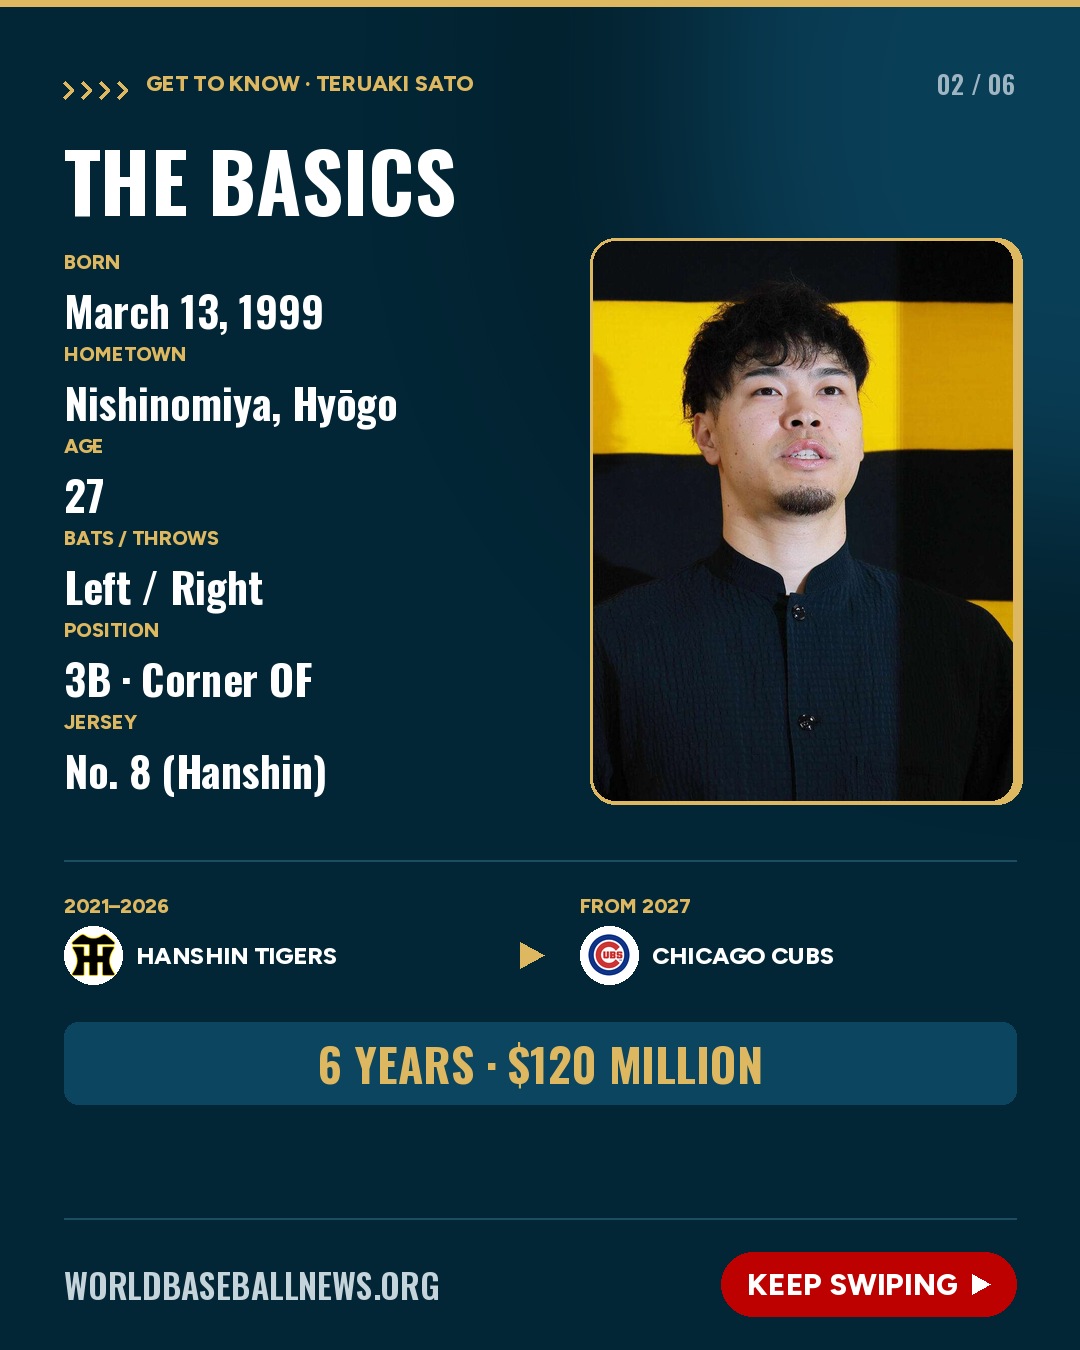 GET TO KNOW · TERUAKI SATO
02 / 06
THE BASICS
BORN
March 13, 1999
HOMETOWN
Nishinomiya, Hyōgo
AGE
27
BATS / THROWS
Left / Right
POSITION
3B · Corner OF
JERSEY
No. 8 (Hanshin)
2021–2026
HANSHIN TIGERS
FROM 2027
CUBS
CHICAGO CUBS
6 YEARS · $120 MILLION
WORLDBASEBALLNEWS.ORG
KEEP SWIPING